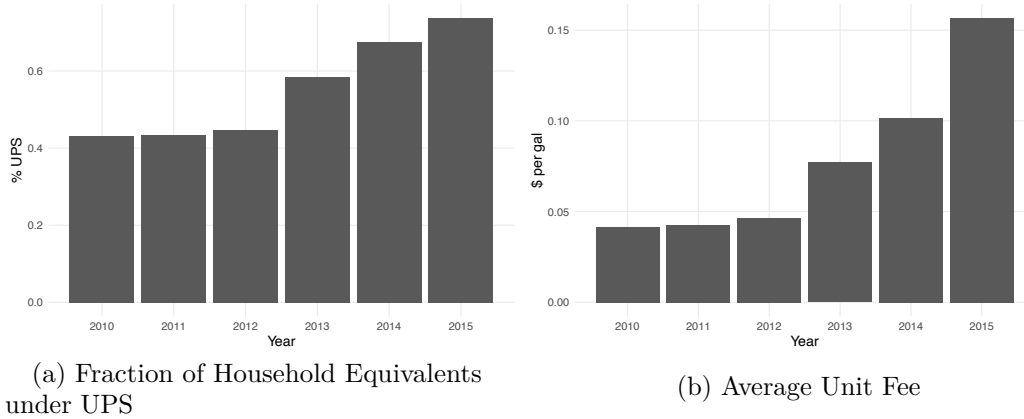 % UPS
0.6
0.4
0.2
0.0
2010 2011 2012 2013 2014 2015
Year
(a) Fraction of Household Equivalents
under UPS
$ per gal
0.15
0.10
0.05
0.00
2010 2011 2012 2013 2014 2015
Year
(b) Average Unit Fee